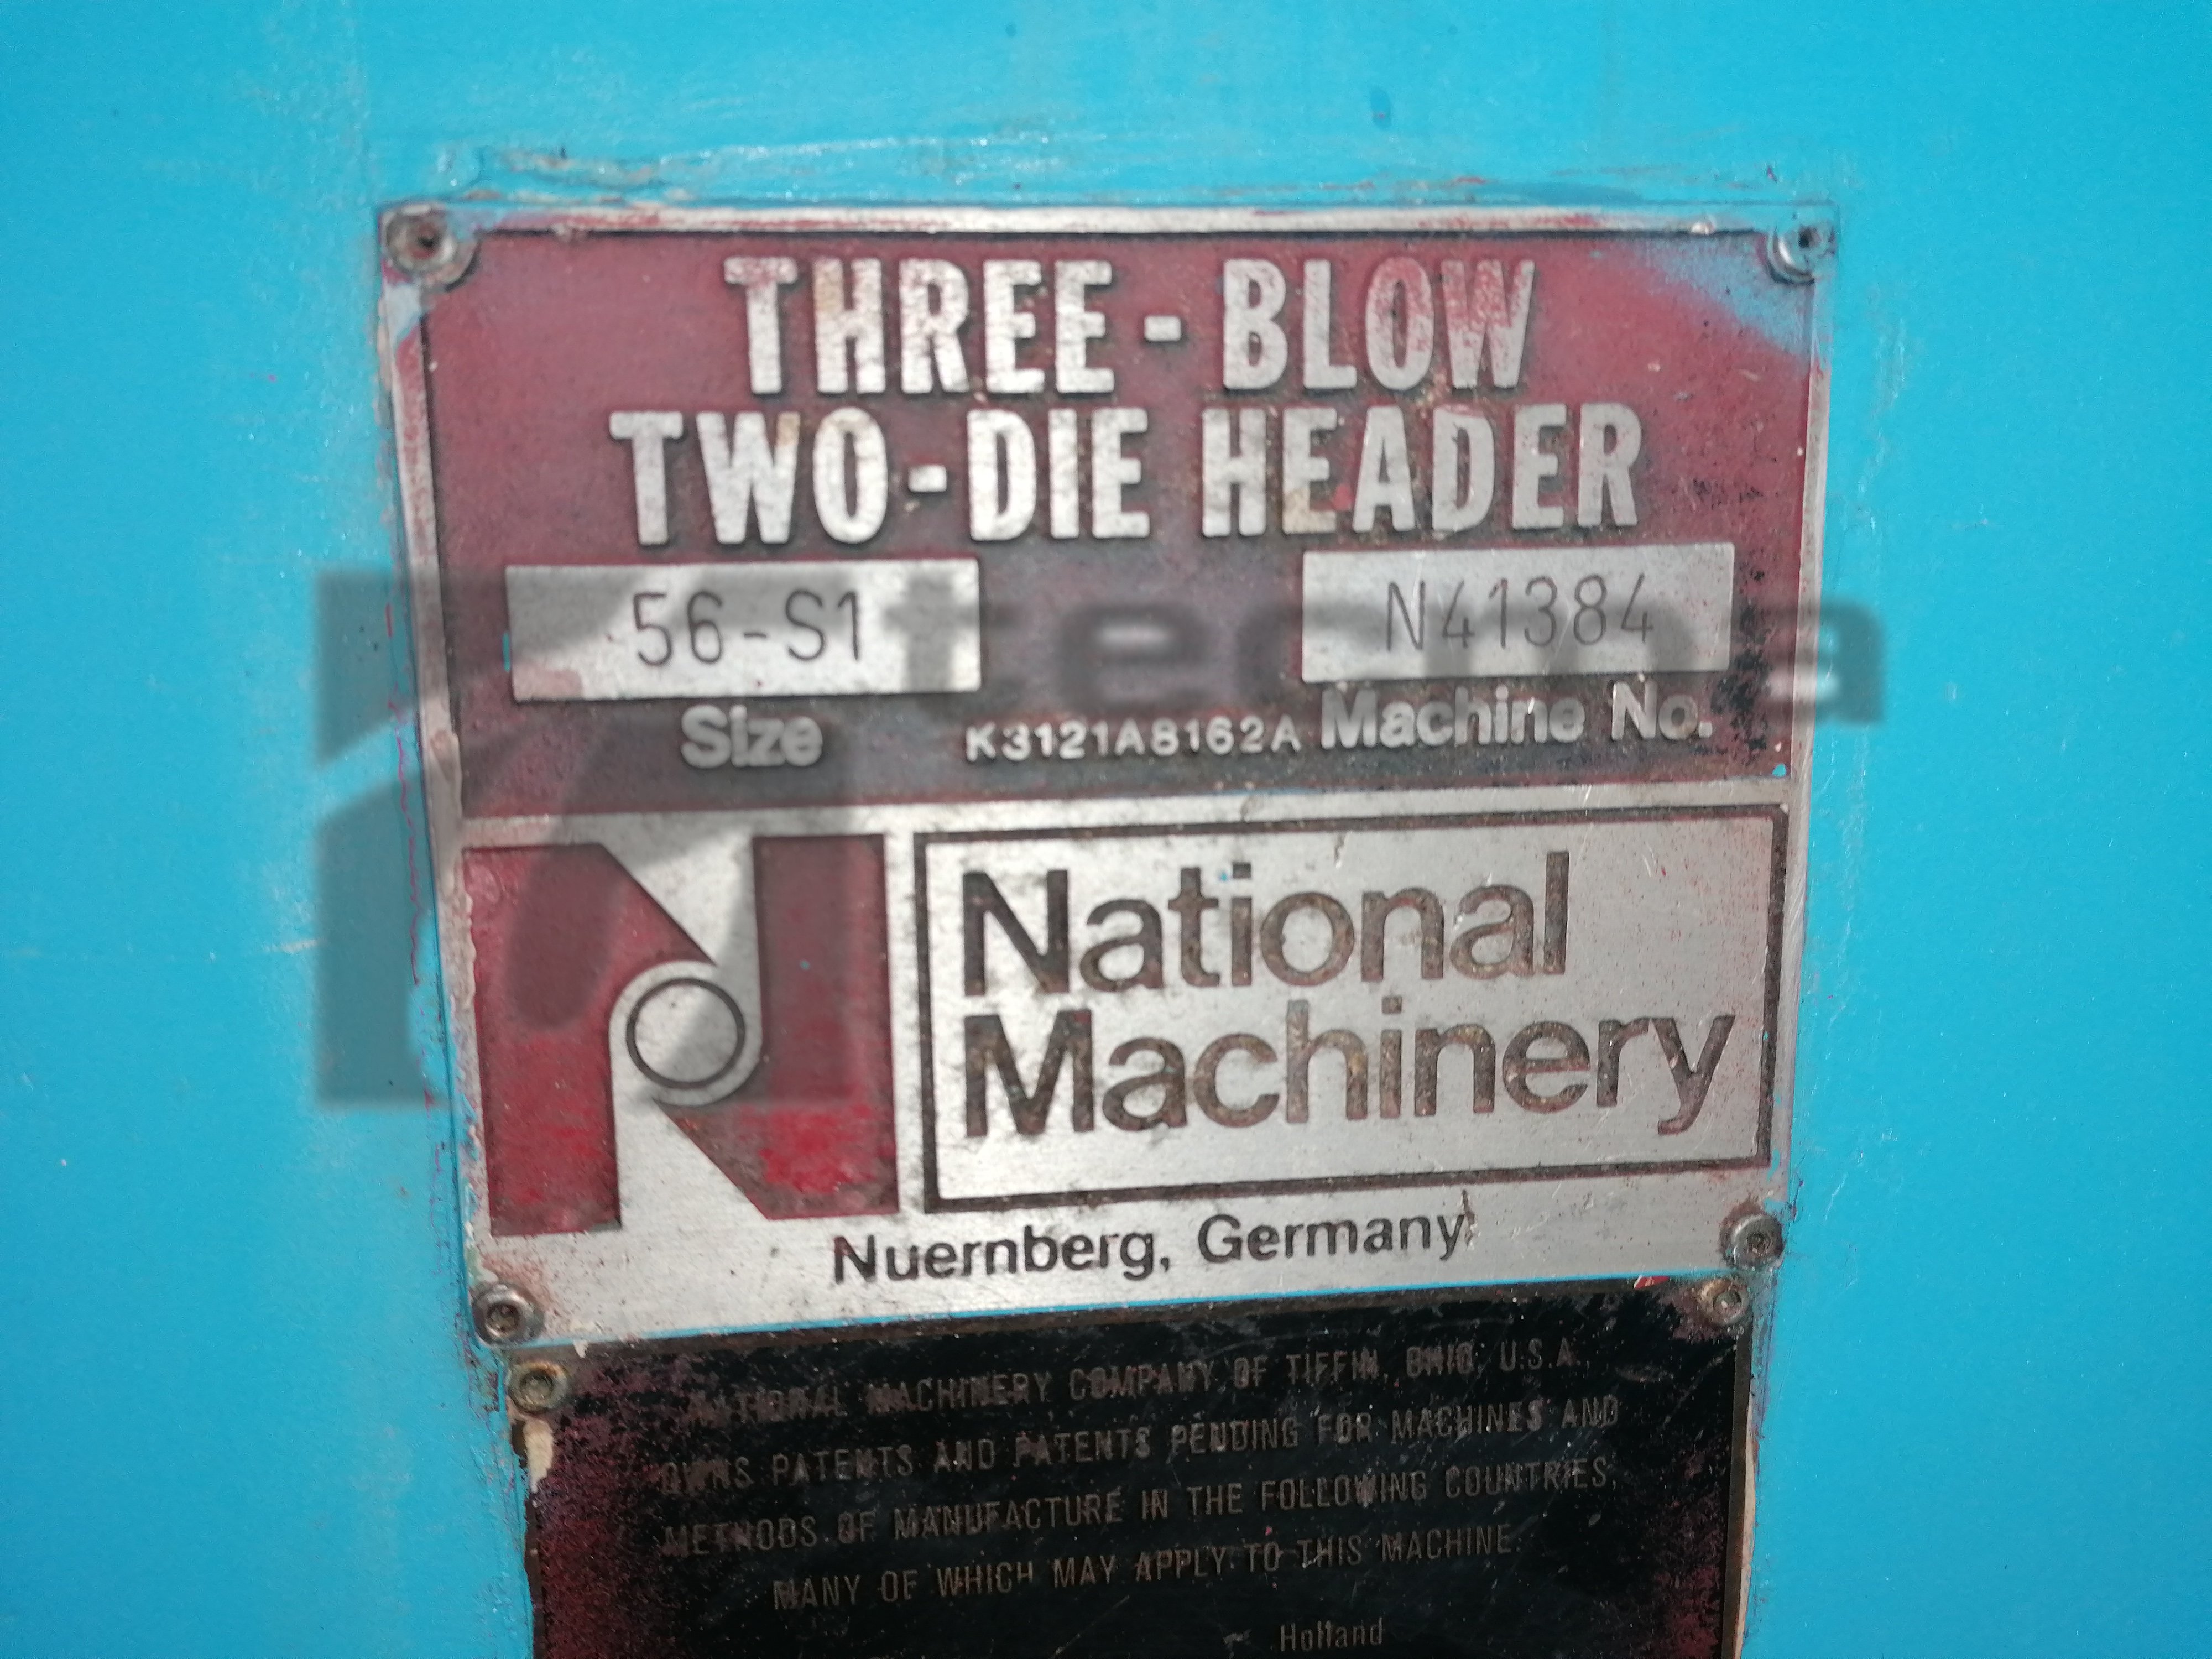 THREE - BLOW
TWO-DIE HEADER
56-S1
N41384
Size
K3121A8162A
Machine No.
National
Machinery
Nuernberg, Germany
NATIONAL MACHINERY COMPANY OF TIFFIN, OHIO, U.S.A.,
OWNS PATENTS AND PATENTS PENDING FOR MACHINES AND
METHODS OF MANUFACTURE IN THE FOLLOWING COUNTRIES,
MANY OF WHICH MAY APPLY TO THIS MACHINE.
Holland